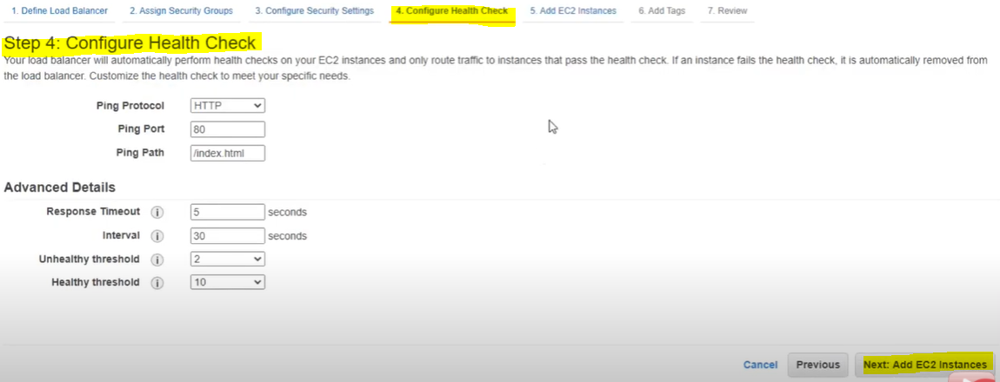 1. Define Load Balancer 2. Assign Security Groups 3. Configure Security Settings 4. Configure Health Check 5. Add EC2 Instances 6. Add Tags 7. Review
Step 4: Configure Health Check
Your load balancer will automatically perform health checks on your EC2 instances and only route traffic to instances that pass the health check. If an instance fails the health check, it is automatically removed from
the load balancer. Customize the health check to meet your specific needs.
Ping Protocol HTTP
Ping Port 80
Ping Path /index.html
Advanced Details
Response Timeout i 5 seconds
Interval i 30 seconds
Unhealthy threshold i 2
Healthy threshold i 10
Cancel Previous Next: Add EC2 Instances